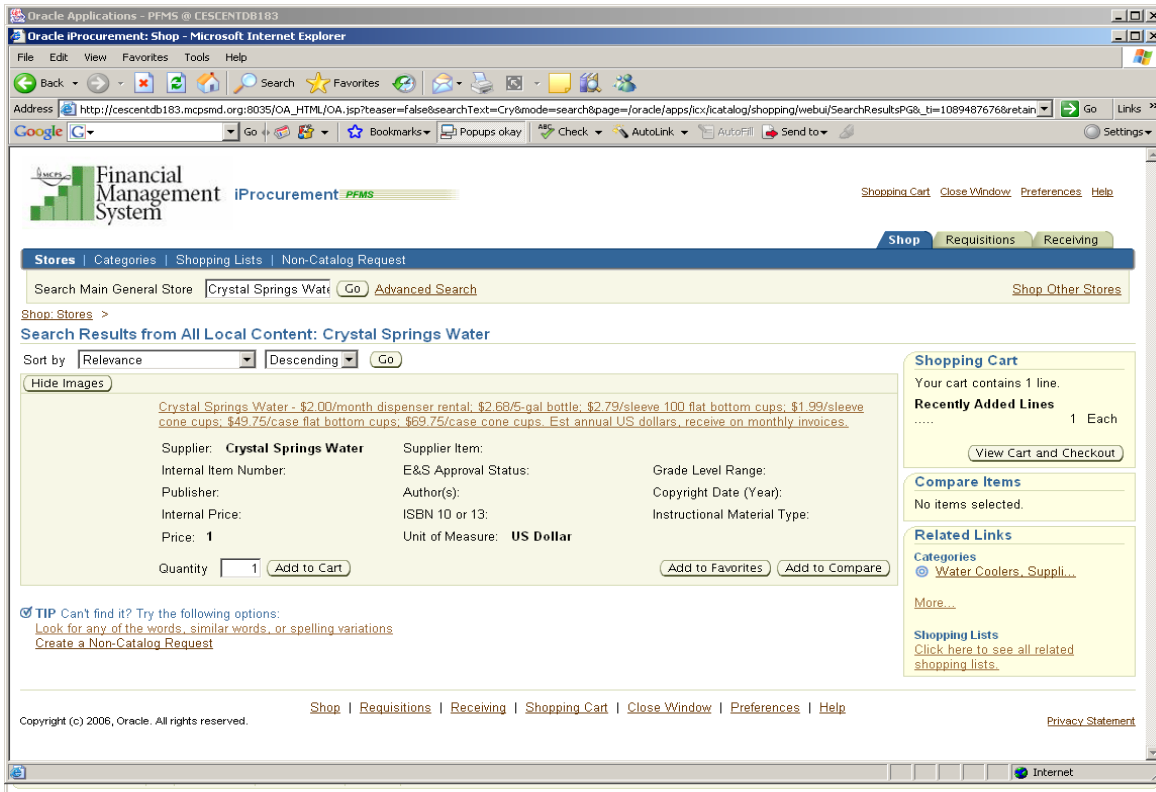 Oracle Applications - PFMS @ CESCENTDB183
Oracle iProcurement: Shop - Microsoft Internet Explorer
File Edit View Favorites Tools Help
Back Search Favorites
Address http://cescentdb183.mcpsmd.org:8035/OA_HTML/OA.jsp?teaser=false&searchText=Cry&mode=search&page=/oracle/apps/icx/icatalog/shopping/webui/SearchResultsPG&_ti=1089487676&retain Go Links »
Google G Go Bookmarks Popups okay ABC Check AutoLink AutoFill Send to Settings
MCPS
Financial
Management
System
iProcurement PFMS
Shopping Cart Close Window Preferences Help
Shop Requisitions Receiving
Stores | Categories | Shopping Lists | Non-Catalog Request
Search Main General Store Crystal Springs Wate Go Advanced Search Shop Other Stores
Shop: Stores >
Search Results from All Local Content: Crystal Springs Water
Sort by Relevance Descending Go
Hide Images
Crystal Springs Water - $2.00/month dispenser rental; $2.68/5-gal bottle; $2.79/sleeve 100 flat bottom cups; $1.99/sleeve
cone cups; $49.75/case flat bottom cups; $69.75/case cone cups. Est annual US dollars, receive on monthly invoices.
Supplier: Crystal Springs Water Supplier Item:
Internal Item Number: E&S Approval Status: Grade Level Range:
Publisher: Author(s): Copyright Date (Year):
Internal Price: ISBN 10 or 13: Instructional Material Type:
Price: 1 Unit of Measure: US Dollar
Quantity 1 Add to Cart Add to Favorites Add to Compare
Shopping Cart
Your cart contains 1 line.
Recently Added Lines
..... 1 Each
View Cart and Checkout
Compare Items
No items selected.
Related Links
Categories
Water Coolers, Suppli...
More...
Shopping Lists
Click here to see all related
shopping lists.
TIP Can't find it? Try the following options:
Look for any of the words, similar words, or spelling variations
Create a Non-Catalog Request
Shop | Requisitions | Receiving | Shopping Cart | Close Window | Preferences | Help
Copyright (c) 2006, Oracle. All rights reserved. Privacy Statement
Internet